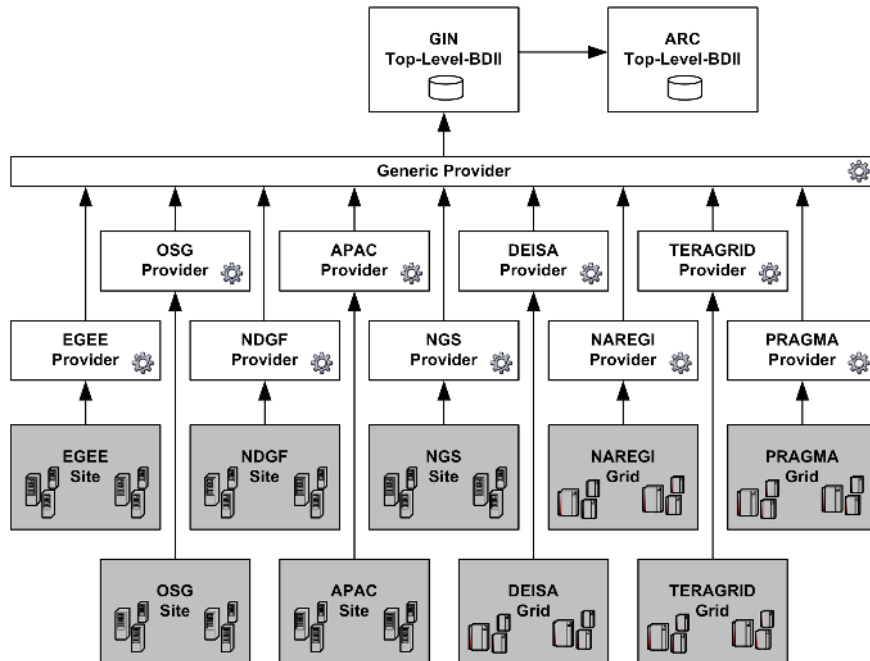 GIN
Top-Level-BDII
ARC
Top-Level-BDII
Generic Provider
OSG
Provider
APAC
Provider
DEISA
Provider
TERAGRID
Provider
EGEE
Provider
NDGF
Provider
NGS
Provider
NAREGI
Provider
PRAGMA
Provider
EGEE
Site
NDGF
Site
NGS
Site
NAREGI
Grid
PRAGMA
Grid
OSG
Site
APAC
Site
DEISA
Grid
TERAGRID
Grid